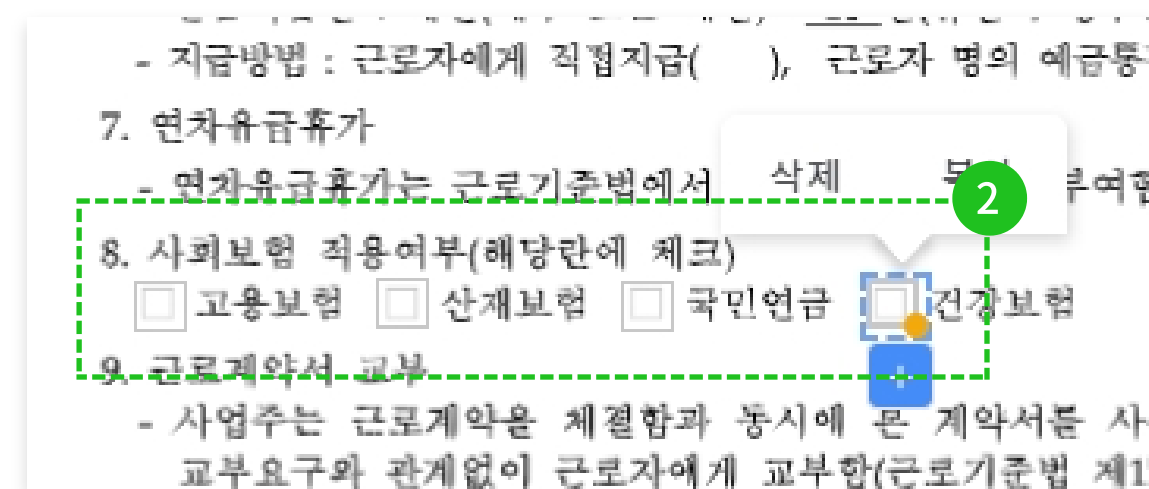 - 지급방법 : 근로자에게 직접지급(     ), 근로자 명의 예금통
7. 연차유급휴가
- 연차유급휴가는 근로기준법에서
삭제
2
8. 사회보험 적용여부(해당란에 체크)
고용보험 산재보험 국민연금 건강보험
+
9. 근로계약서 교부
- 사업주는 근로계약을 체결함과 동시에 본 계약서를 사
교부요구와 관계없이 근로자에게 교부함(근로기준법 제1